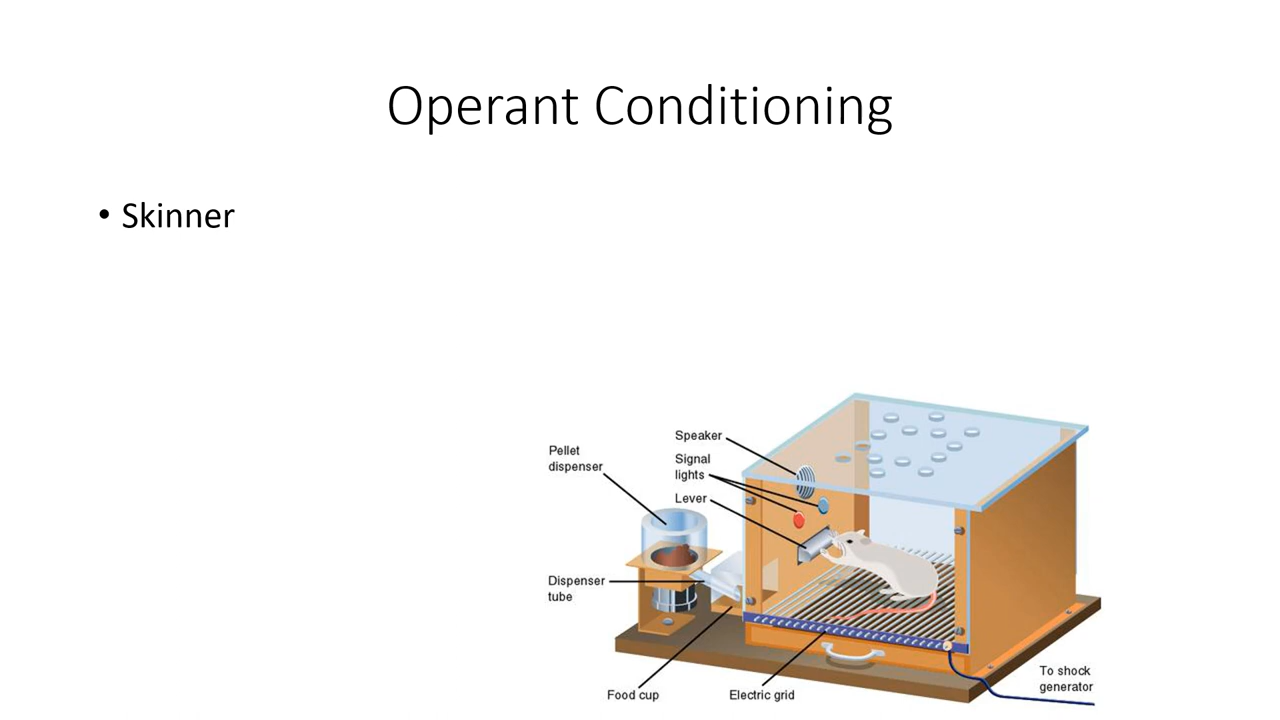 Operant Conditioning
• Skinner
Speaker
Pellet
dispenser
Signal
lights
Lever
Dispenser
tube
Food cup
Electric grid
To shock
generator